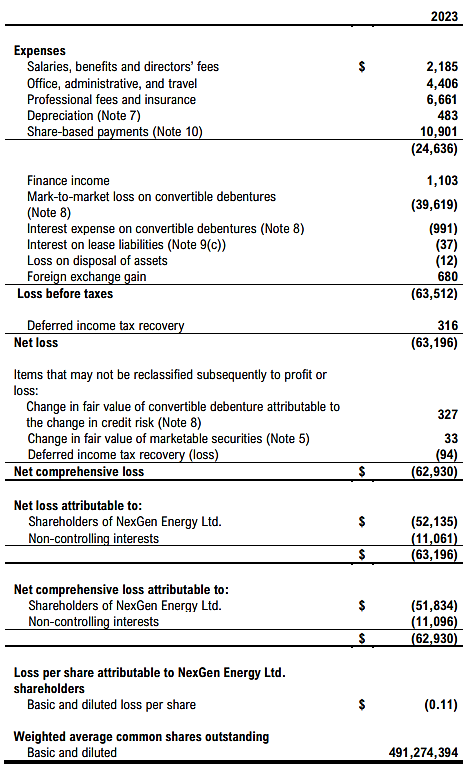 2023
Expenses
Salaries, benefits and directors’ fees $ 2,185
Office, administrative, and travel 4,406
Professional fees and insurance 6,661
Depreciation (Note 7) 483
Share-based payments (Note 10) 10,901
(24,636)
Finance income 1,103
Mark-to-market loss on convertible debentures
(Note 8) (39,619)
Interest expense on convertible debentures (Note 8) (991)
Interest on lease liabilities (Note 9(c)) (37)
Loss on disposal of assets (12)
Foreign exchange gain 680
Loss before taxes (63,512)
Deferred income tax recovery 316
Net loss (63,196)
Items that may not be reclassified subsequently to profit or
loss:
Change in fair value of convertible debenture attributable to
the change in credit risk (Note 8) 327
Change in fair value of marketable securities (Note 5) 33
Deferred income tax recovery (loss) (94)
Net comprehensive loss $ (62,930)
Net loss attributable to:
Shareholders of NexGen Energy Ltd. $ (52,135)
Non-controlling interests (11,061)
$ (63,196)
Net comprehensive loss attributable to:
Shareholders of NexGen Energy Ltd. $ (51,834)
Non-controlling interests (11,096)
$ (62,930)
Loss per share attributable to NexGen Energy Ltd.
shareholders
Basic and diluted loss per share $ (0.11)
Weighted average common shares outstanding
Basic and diluted 491,274,394